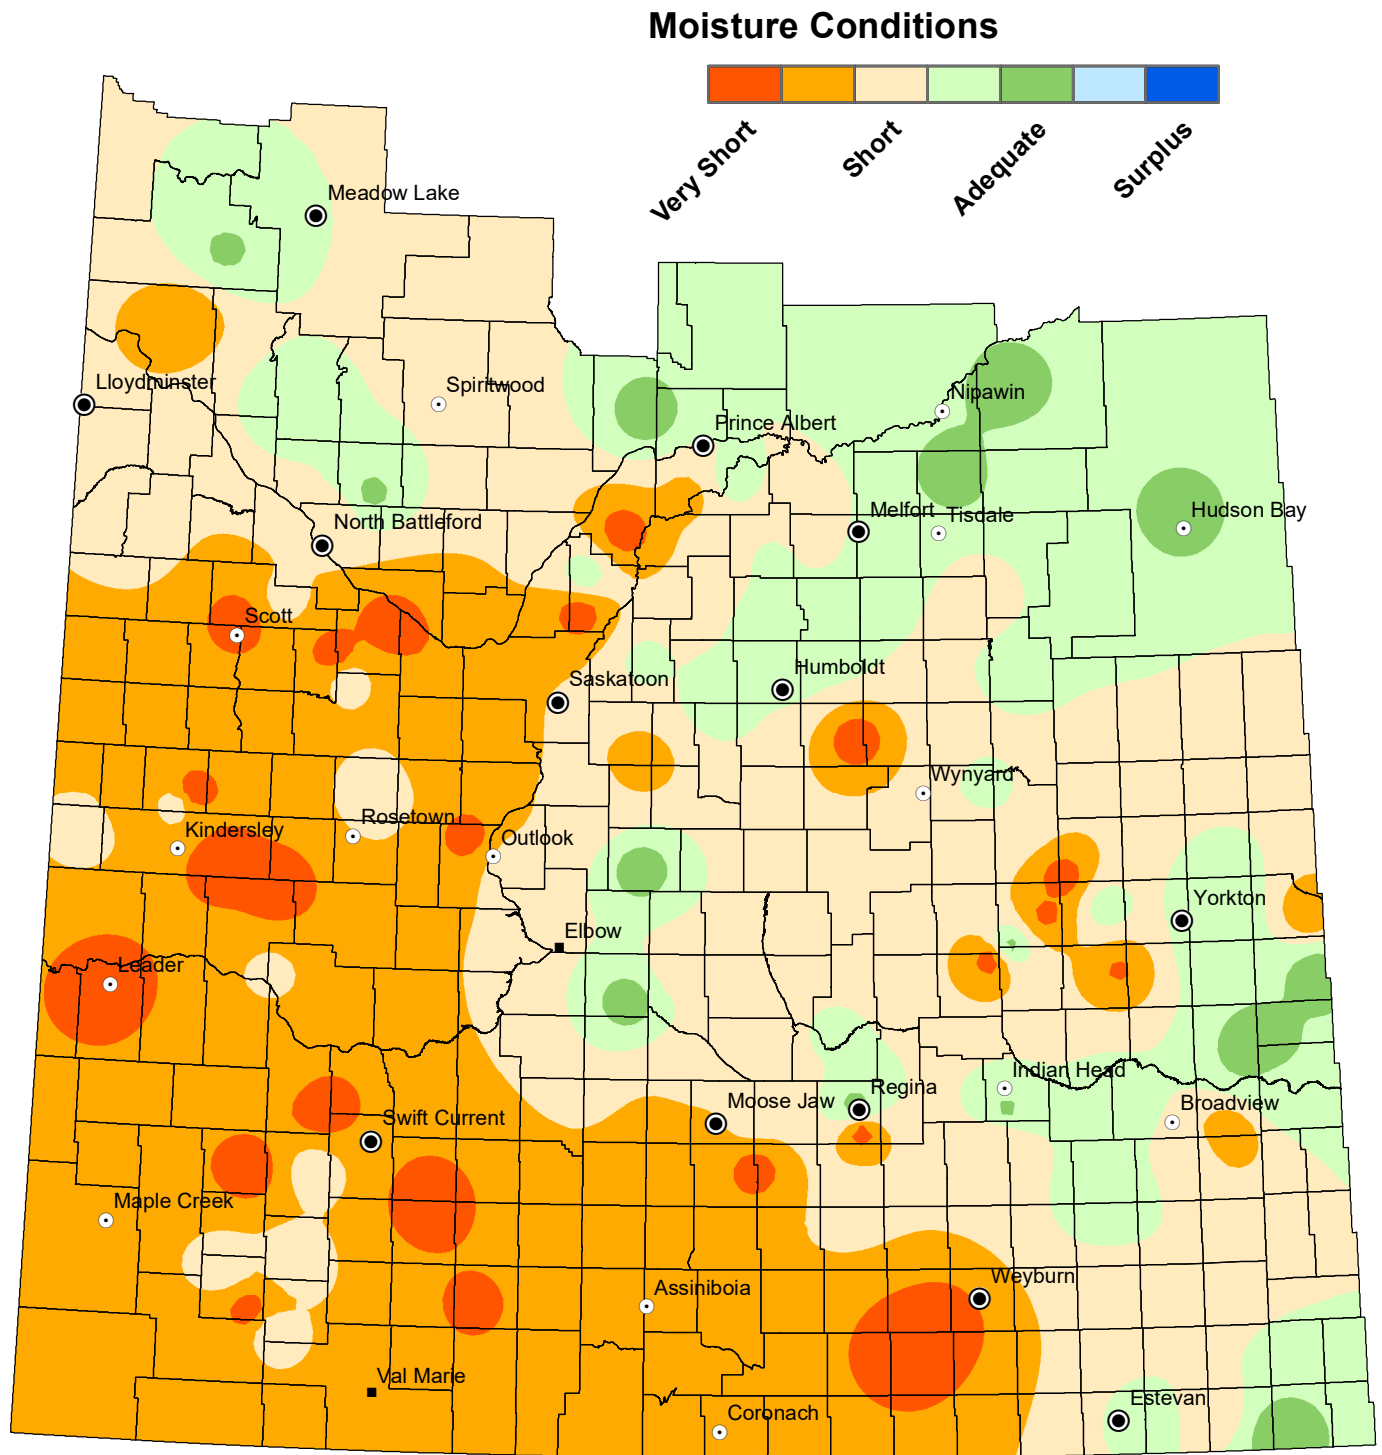 Moisture Conditions
Very Short
Short
Adequate
Surplus
Meadow Lake
Lloydminster
Spiritwood
Nipawin
Prince Albert
Melfort
Tisdale
Hudson Bay
North Battleford
Scott
Saskatoon
Humboldt
Wynyard
Kindersley
Rosetown
Outlook
Yorkton
Elbow
Leader
Indian Head
Regina
Moose Jaw
Broadview
Swift Current
Maple Creek
Weyburn
Assiniboia
Val Marie
Estevan
Coronach